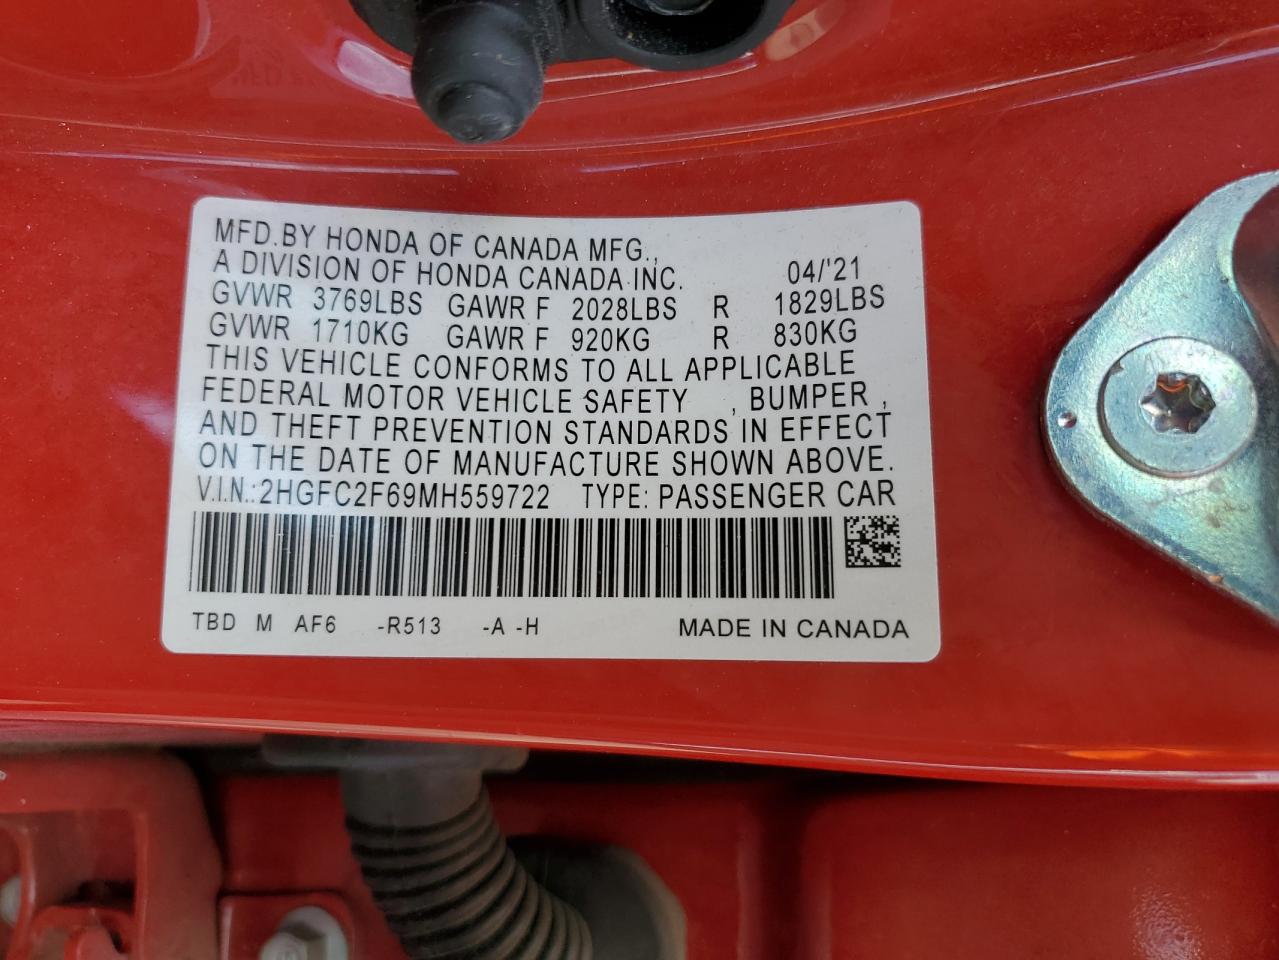 MFD.BY HONDA OF CANADA MFG.,
A DIVISION OF HONDA CANADA INC. 04/'21
GVWR 3769LBS GAWR F 2028LBS R 1829LBS
GVWR 1710KG GAWR F 920KG R 830KG
THIS VEHICLE CONFORMS TO ALL APPLICABLE
FEDERAL MOTOR VEHICLE SAFETY , BUMPER ,
AND THEFT PREVENTION STANDARDS IN EFFECT
ON THE DATE OF MANUFACTURE SHOWN ABOVE.
V.I.N.:2HGFC2F69MH559722 TYPE: PASSENGER CAR
TBD M AF6 -R513 -A -H MADE IN CANADA